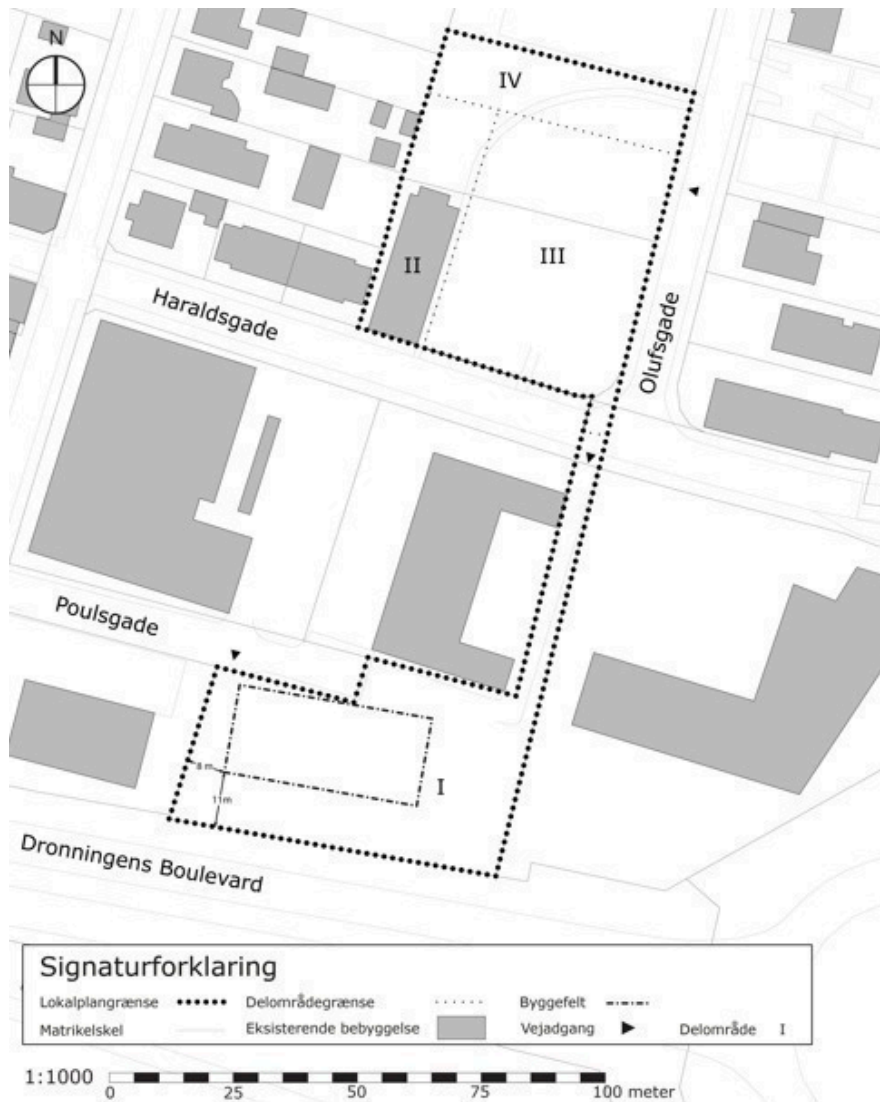 N
IV
II
III
Haraldsgade
Olufsgade
Poulsgade
8 m
I
11m
Dronningens Boulevard
Signaturforklaring
Lokalplangrænse Delområdegrænse Byggefelt
Matrikelskel Eksisterende bebyggelse Vejadgang Delområde I
1:1000 0 25 50 75 100 meter